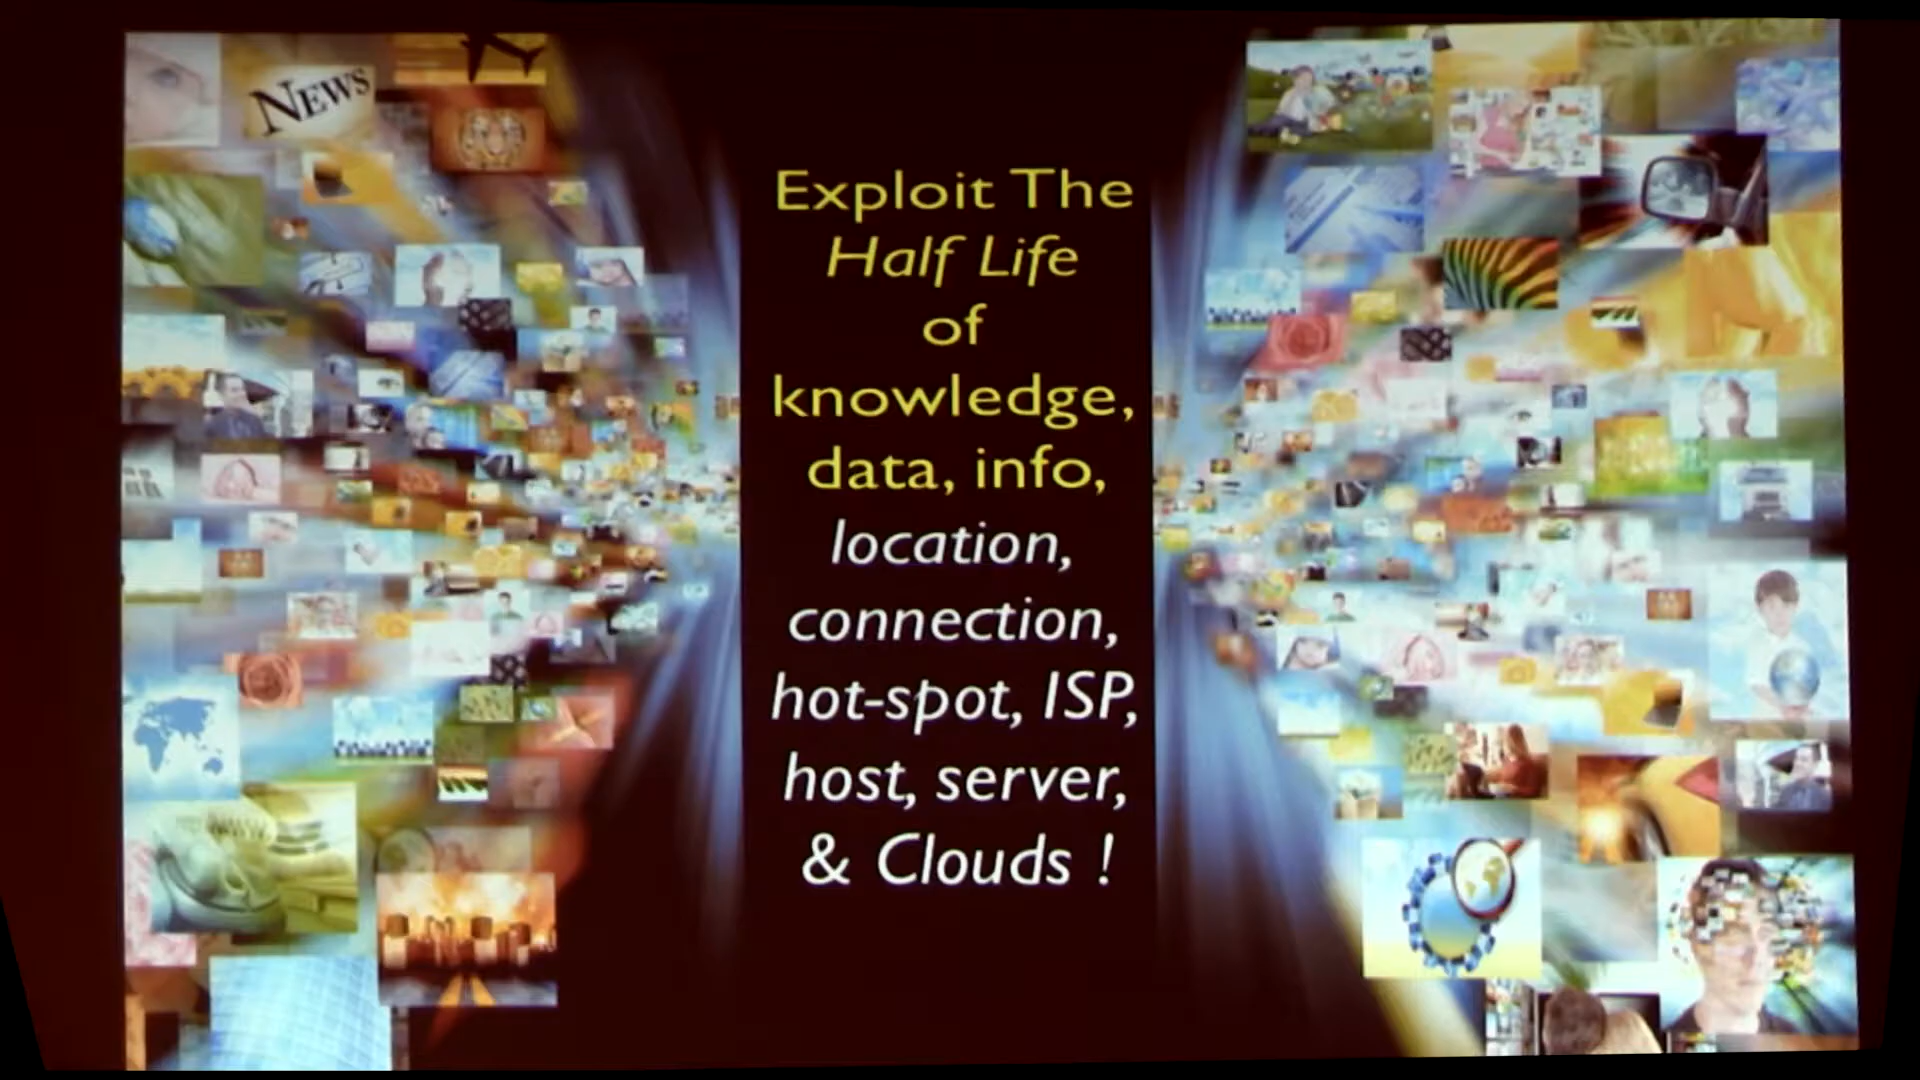 NEWS
Exploit The
Half Life
of
knowledge,
data, info,
location,
connection,
hot-spot, ISP,
host, server,
& Clouds !